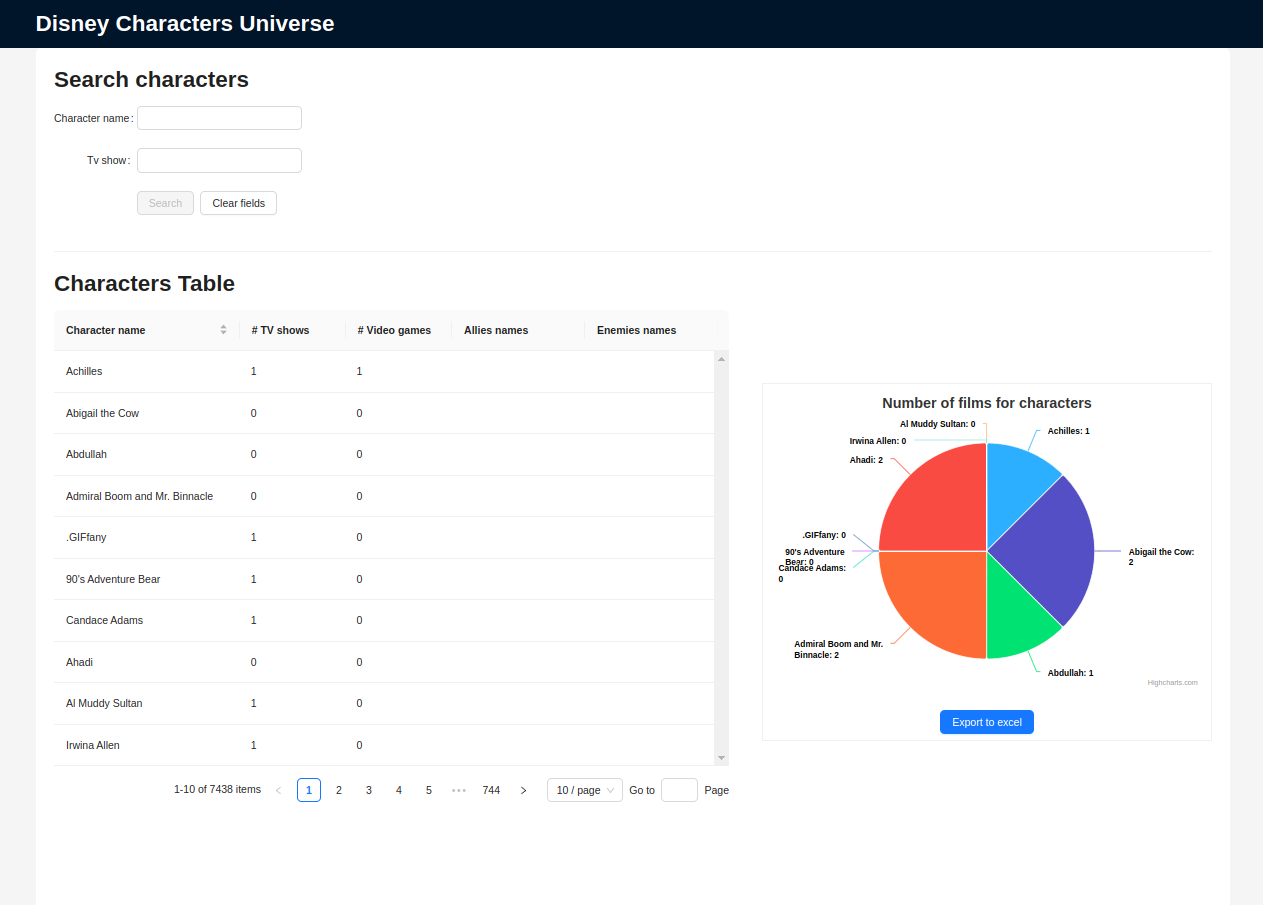 Disney Characters Universe
Search characters
Character name:
Tv show:
Search Clear fields
Characters Table
Character name # TV shows # Video games Allies names Enemies names
Achilles 1 1
Abigail the Cow 0 0
Abdullah 0 0
Admiral Boom and Mr. Binnacle 0 0
.GIFfany 1 0
90's Adventure Bear 1 0
Candace Adams 1 0
Ahadi 0 0
Al Muddy Sultan 1 0
Irwina Allen 1 0
1-10 of 7438 items 1 2 3 4 5 ••• 744 10 / page Go to Page
Number of films for characters
Al Muddy Sultan: 0
Achilles: 1
Irwina Allen: 0
Ahadi: 2
.GIFfany: 0
90's Adventure
Bear: 0
Candace Adams:
0
Abigail the Cow:
2
Admiral Boom and Mr.
Binnacle: 2
Abdullah: 1
Highcharts.com
Export to excel